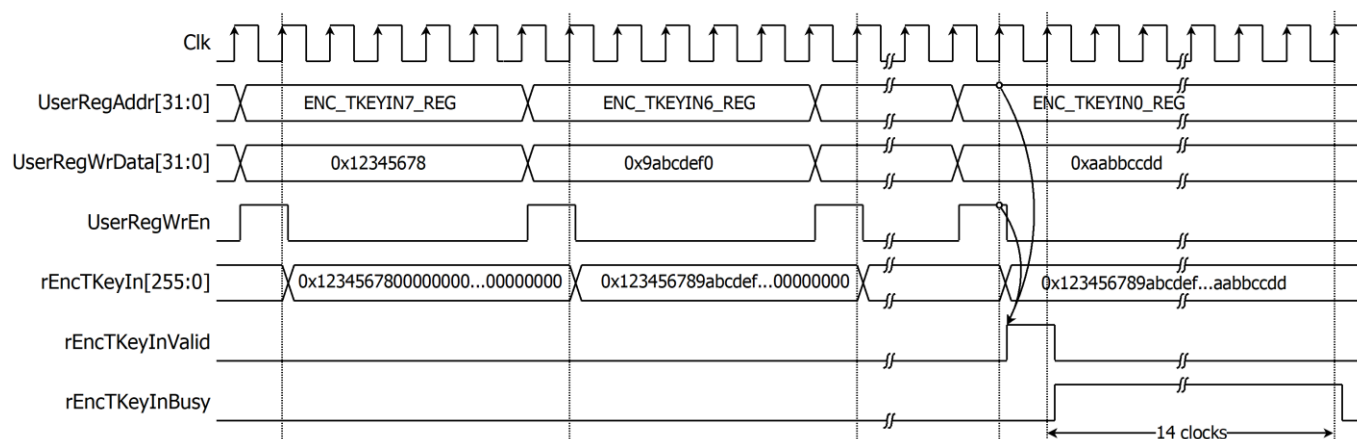 Clk
UserRegAddr[31:0] ENC_TKEYIN7_REG ENC_TKEYIN6_REG ENC_TKEYIN0_REG
UserRegWrData[31:0] 0x12345678 0x9abcdef0 0xaabbccdd
UserRegWrEn
rEncTKeyIn[255:0] 0x1234567800000000...00000000 0x123456789abcdef...00000000 0x123456789abcdef...aabbccdd
rEncTKeyInValid
rEncTKeyInBusy
14 clocks